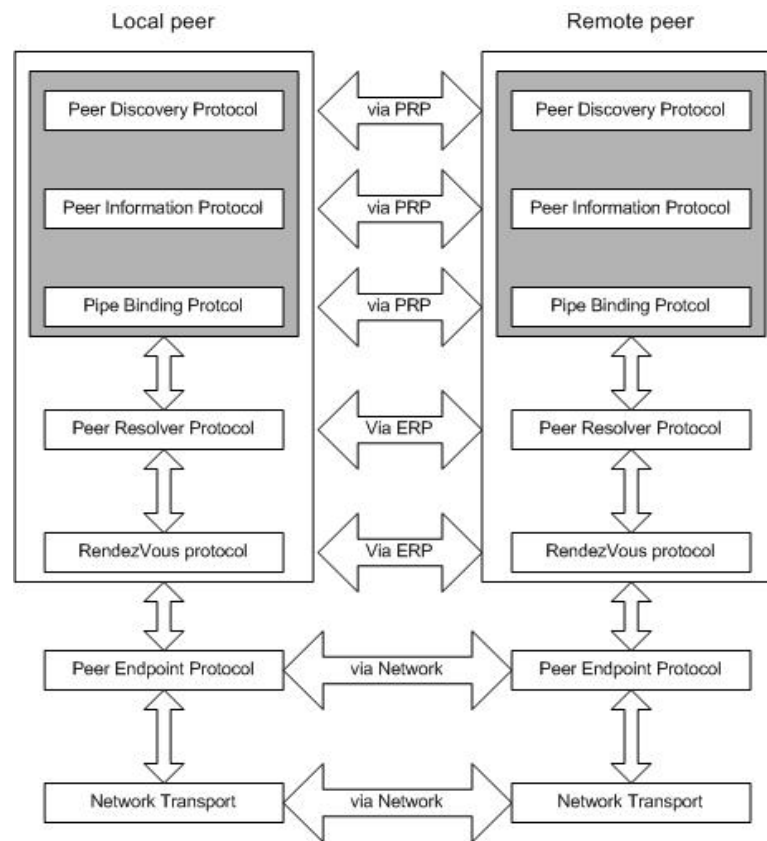 Local peer
Remote peer
Peer Discovery Protocol
via PRP
Peer Discovery Protocol
Peer Information Protocol
via PRP
Peer Information Protocol
Pipe Binding Protcol
via PRP
Pipe Binding Protcol
Peer Resolver Protocol
Via ERP
Peer Resolver Protocol
RendezVous protocol
Via ERP
RendezVous protocol
Peer Endpoint Protocol
via Network
Peer Endpoint Protocol
Network Transport
via Network
Network Transport